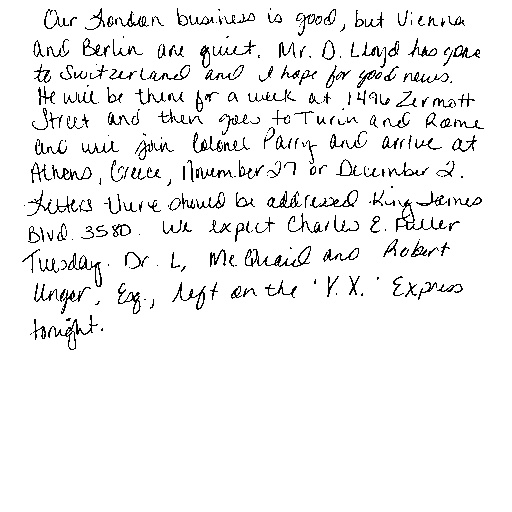 Our London business is good, but Vienna
and Berlin are quiet. Mr. D. Lloyd has gone
to Switzerland and I hope for good news.
He will be there for a week at 1496 Zermott
Street and then goes to Turin and Rome
and will join Colonel Parry and arrive at
Athens, Greece, November 27 or December 2.
Letters there should be addressed King James
Blvd. 3580. We expect Charles E. Fuller
Tuesday. Dr. L. McQuaid and Robert
Unger, Esq., left on the 'Y.X.' Express
tonight.